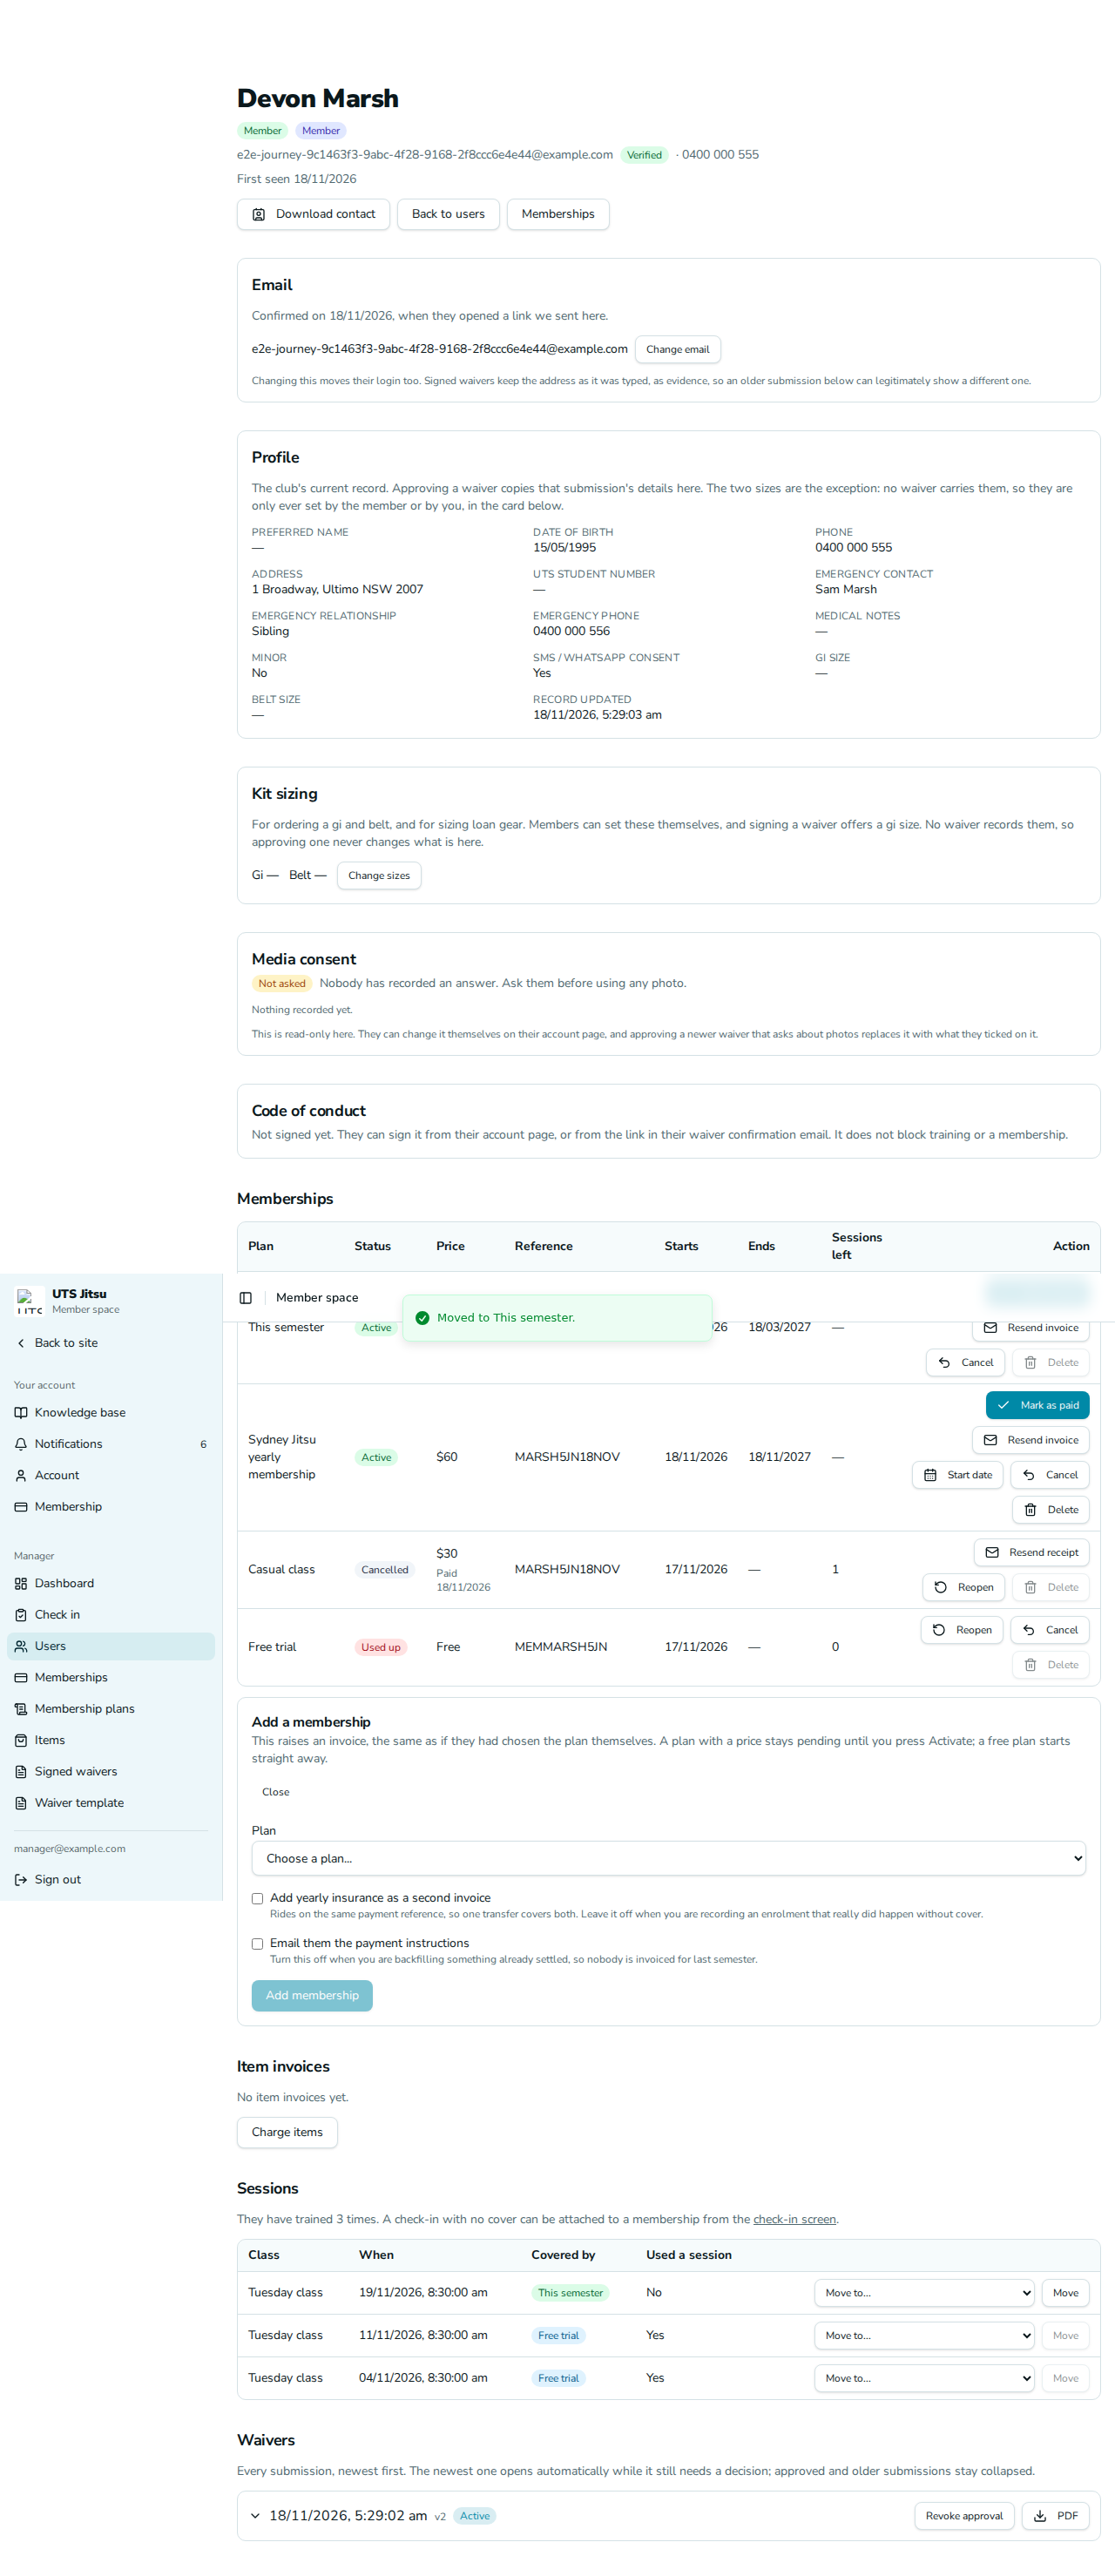 Devon Marsh
Member Member
e2e-journey-9c1463f3-9abc-4f28-9168-2f8ccc6e4e44@example.com Verified · 0400 000 555
First seen 18/11/2026
Download contact Back to users Memberships
Email
Confirmed on 18/11/2026, when they opened a link we sent here.
e2e-journey-9c1463f3-9abc-4f28-9168-2f8ccc6e4e44@example.com Change email
Changing this moves their login too. Signed waivers keep the address as it was typed, as evidence, so an older submission below can legitimately show a different one.
Profile
The club's current record. Approving a waiver copies that submission's details here. The two sizes are the exception: no waiver carries them, so they are
only ever set by the member or by you, in the card below.
PREFERRED NAME DATE OF BIRTH PHONE
— 15/05/1995 0400 000 555
ADDRESS UTS STUDENT NUMBER EMERGENCY CONTACT
1 Broadway, Ultimo NSW 2007 — Sam Marsh
EMERGENCY RELATIONSHIP EMERGENCY PHONE MEDICAL NOTES
Sibling 0400 000 556 —
MINOR SMS / WHATSAPP CONSENT GI SIZE
No Yes —
BELT SIZE RECORD UPDATED
— 18/11/2026, 5:29:03 am
Kit sizing
For ordering a gi and belt, and for sizing loan gear. Members can set these themselves, and signing a waiver offers a gi size. No waiver records them, so
approving one never changes what is here.
Gi — Belt — Change sizes
Media consent
Not asked Nobody has recorded an answer. Ask them before using any photo.
Nothing recorded yet.
This is read-only here. They can change it themselves on their account page, and approving a newer waiver that asks about photos replaces it with what they ticked on it.
Code of conduct
Not signed yet. They can sign it from their account page, or from the link in their waiver confirmation email. It does not block training or a membership.
Memberships
Plan Status Price Reference Starts Ends Sessions left Action
UTS Jitsu
Member space
Back to site
Your account
Knowledge base
Notifications 6
Account
Membership
Manager
Dashboard
Check in
Users
Memberships
Membership plans
Items
Signed waivers
Waiver template
manager@example.com
Sign out
Member space
Moved to This semester.
This semester Active 26 18/03/2027 — Resend invoice
Cancel Delete
Mark as paid
Resend invoice
Sydney Jitsu yearly membership Active $60 MARSH5JN18NOV 18/11/2026 18/11/2027 —
Start date Cancel
Delete
Casual class Cancelled $30 Paid 18/11/2026 MARSH5JN18NOV 17/11/2026 — 1 Resend receipt
Reopen Delete
Free trial Used up Free MEMMARSH5JN 17/11/2026 — 0 Reopen Cancel
Delete
Add a membership
This raises an invoice, the same as if they had chosen the plan themselves. A plan with a price stays pending until you press Activate; a free plan starts
straight away.
Close
Plan
Choose a plan...
Add yearly insurance as a second invoice
Rides on the same payment reference, so one transfer covers both. Leave it off when you are recording an enrolment that really did happen without cover.
Email them the payment instructions
Turn this off when you are backfilling something already settled, so nobody is invoiced for last semester.
Add membership
Item invoices
No item invoices yet.
Charge items
Sessions
They have trained 3 times. A check-in with no cover can be attached to a membership from the check-in screen.
Class When Covered by Used a session
Tuesday class 19/11/2026, 8:30:00 am This semester No Move to... Move
Tuesday class 11/11/2026, 8:30:00 am Free trial Yes Move to... Move
Tuesday class 04/11/2026, 8:30:00 am Free trial Yes Move to... Move
Waivers
Every submission, newest first. The newest one opens automatically while it still needs a decision; approved and older submissions stay collapsed.
18/11/2026, 5:29:02 am v2 Active Revoke approval PDF